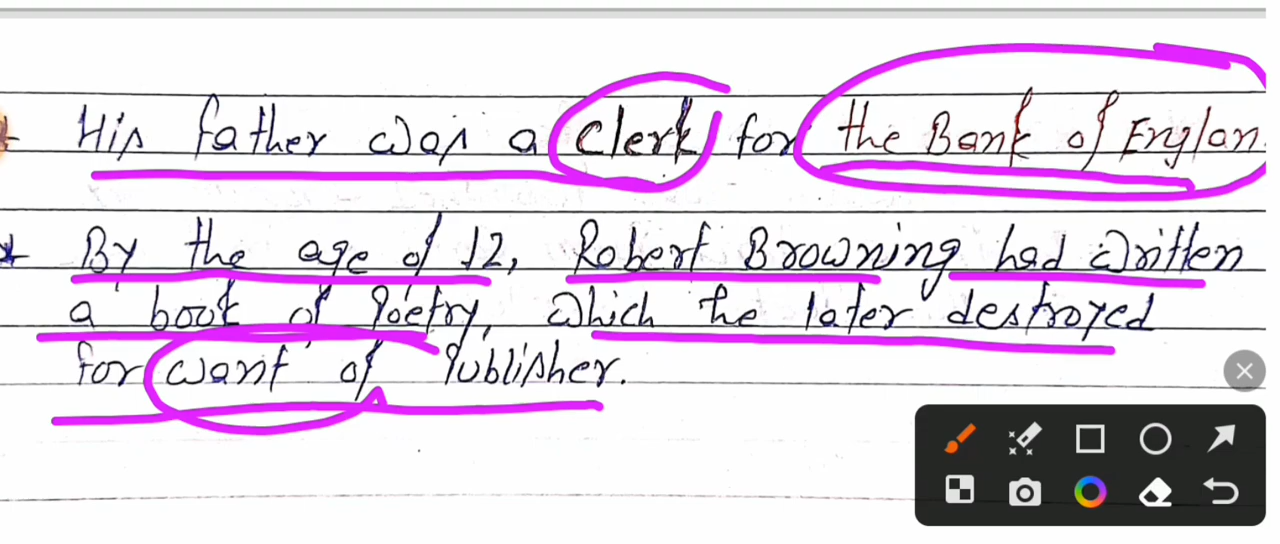 His father was a Clerk for the Bank of Englan
By the age of 12, Robert Browning had written
a book of Poetry, which the later destroyed
for want of Publisher.